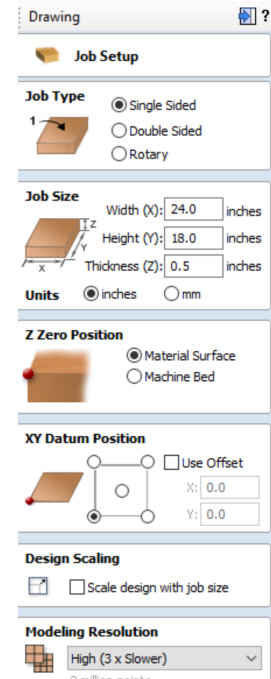 Drawing ?
Job Setup
Job Type
1
Single Sided
Double Sided
Rotary
Job Size
Width (X): 24.0 inches
Z
Height (Y): 18.0 inches
Y
Thickness (Z): 0.5 inches
X
Units inches mm
Z Zero Position
Material Surface
Machine Bed
XY Datum Position
Use Offset
X: 0.0
Y: 0.0
Design Scaling
Scale design with job size
Modeling Resolution
High (3 x Slower)